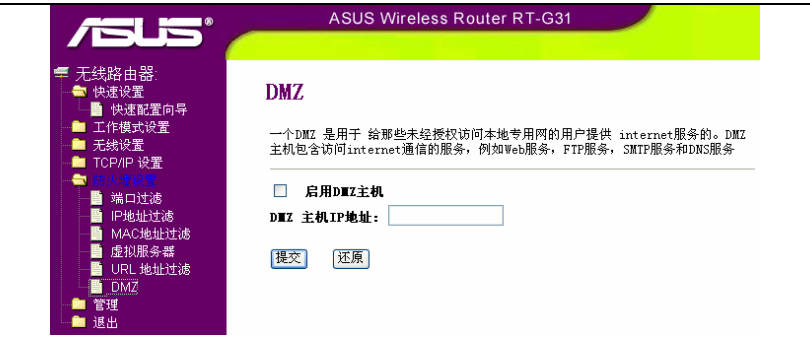 ASUS®
ASUS Wireless Router RT-G31
无线路由器:
快速设置
快速配置向导
工作模式设置
无线设置
TCP/IP 设置
防火墙设置
端口过滤
IP地址过滤
MAC地址过滤
虚拟服务器
URL 地址过滤
DMZ
管理
退出
DMZ
一个DMZ 是用于 给那些未经授权访问本地专用网的用户提供 internet服务的。DMZ
主机包含访问internet通信的服务，例如Web服务，FTP服务，SMTP服务和DNS服务
启用DMZ主机
DMZ 主机IP地址:
提交
还原